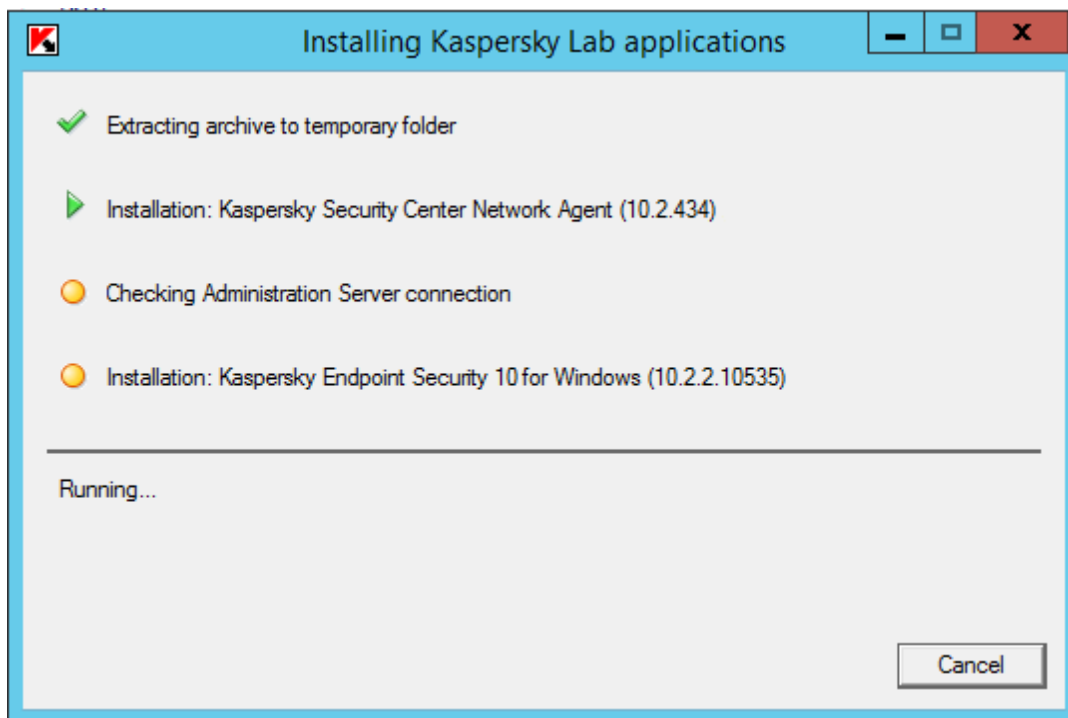 Installing Kaspersky Lab applications
Extracting archive to temporary folder
Installation: Kaspersky Security Center Network Agent (10.2.434)
Checking Administration Server connection
Installation: Kaspersky Endpoint Security 10 for Windows (10.2.2.10535)
Running...
Cancel